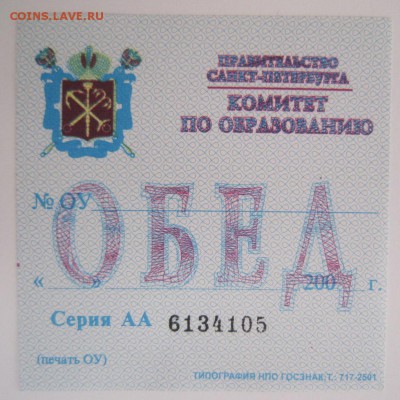 COINS.LAVE.RU
ПРАВИТЕЛЬСТВО
САНКТ-ПЕТЕРБУРГА
КОМИТЕТ
ПО ОБРАЗОВАНИЮ
№ ОУ
ОБЕД
« » 200 г.
Серия АА 6134105
(печать ОУ)
ТИПОГРАФИЯ НПО ГОСЗНАК, Т. 717-2501